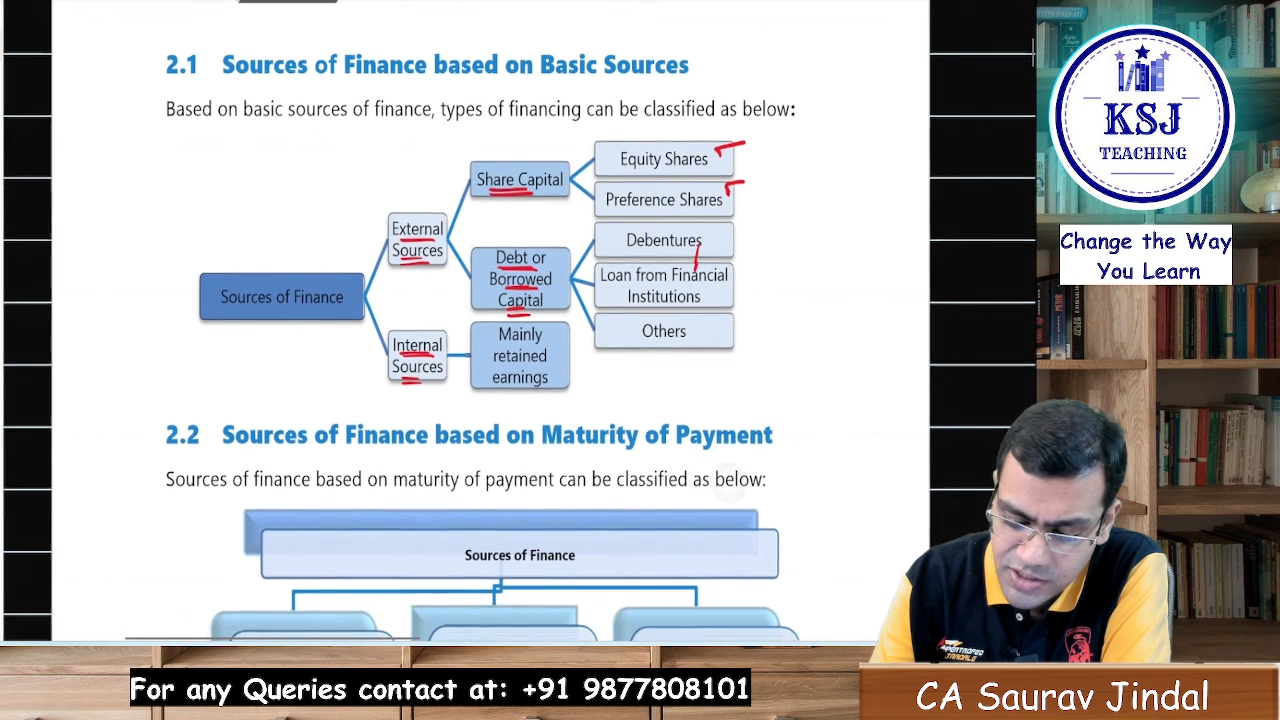 2.1 Sources of Finance based on Basic Sources
Based on basic sources of finance, types of financing can be classified as below:
Sources of Finance
External
Sources
Internal
Sources
Share Capital
Debt or
Borrowed
Capital
Mainly
retained
earnings
Equity Shares
Preference Shares
Debentures
Loan from Financial
Institutions
Others
2.2 Sources of Finance based on Maturity of Payment
Sources of finance based on maturity of payment can be classified as below:
Sources of Finance
KSJ
TEACHING
Change the Way
You Learn
For any Queries contact at: +91 9877808101
CA Saurav Jindal